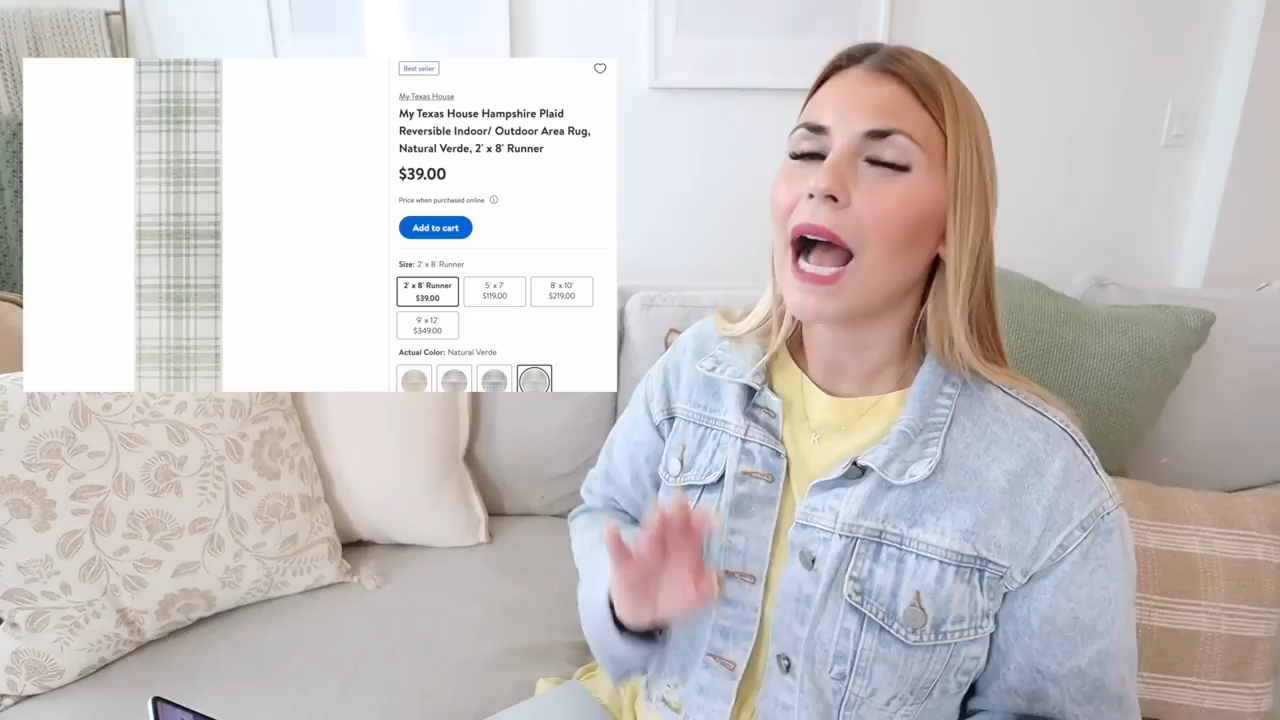 Best seller
My Texas House
My Texas House Hampshire Plaid
Reversible Indoor/ Outdoor Area Rug,
Natural Verde, 2' x 8' Runner
$39.00
Price when purchased online
Add to cart
Size: 2' x 8' Runner
2' x 8' Runner 5' x 7' 8' x 10'
$39.00 $119.00 $219.00
9' x 12'
$349.00
Actual Color: Natural Verde
K